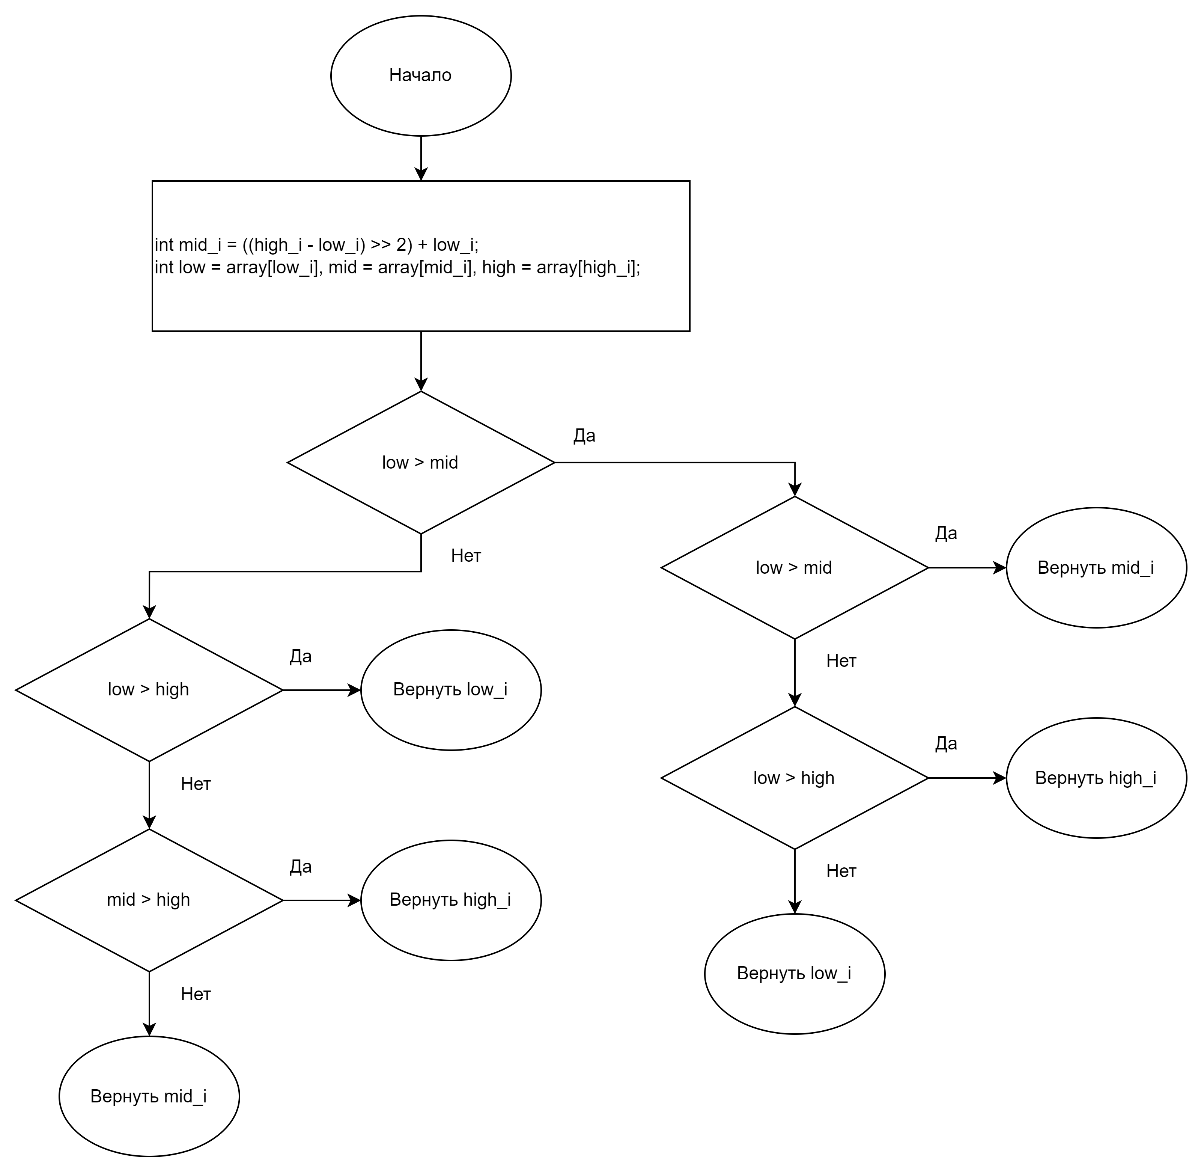 Начало
int mid_i = ((high_i - low_i) >> 2) + low_i;
int low = array[low_i], mid = array[mid_i], high = array[high_i];
low > mid
Да
Нет
low > mid
Да
Вернуть mid_i
Нет
low > high
Да
Вернуть high_i
Нет
Вернуть low_i
low > high
Да
Вернуть low_i
Нет
mid > high
Да
Вернуть high_i
Нет
Вернуть mid_i